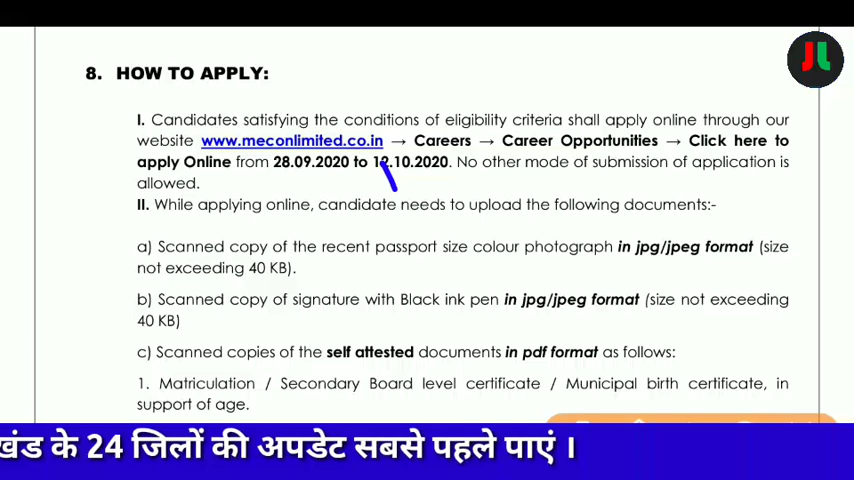 JL
8. HOW TO APPLY:
I. Candidates satisfying the conditions of eligibility criteria shall apply online through our
website www.meconlimited.co.in → Careers → Career Opportunities → Click here to
apply Online from 28.09.2020 to 12.10.2020. No other mode of submission of application is
allowed.
II. While applying online, candidate needs to upload the following documents:-
a) Scanned copy of the recent passport size colour photograph in jpg/jpeg format (size
not exceeding 40 KB).
b) Scanned copy of signature with Black ink pen in jpg/jpeg format (size not exceeding
40 KB)
c) Scanned copies of the self attested documents in pdf format as follows:
1. Matriculation / Secondary Board level certificate / Municipal birth certificate, in
support of age.
खंड के 24 जिलों की अपडेट सबसे पहले पाएं ।